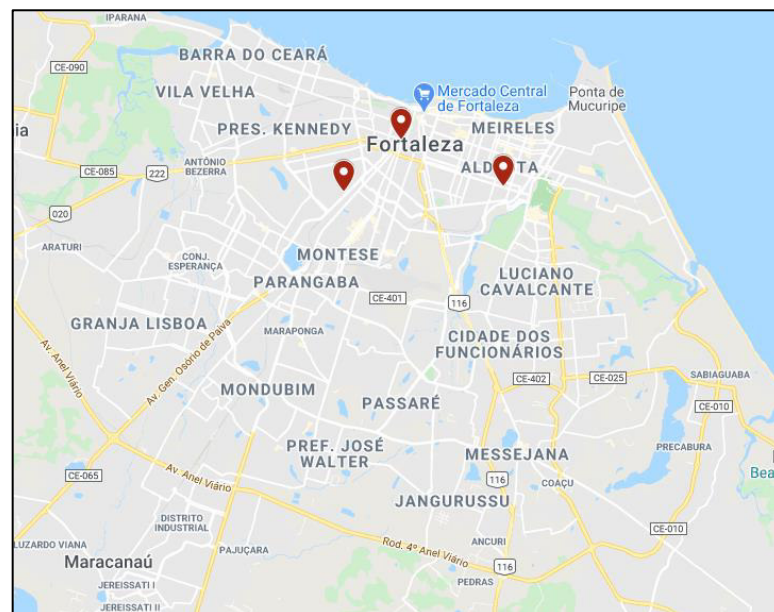 IPARANA
BARRA DO CEARÁ
CE-090
VILA VELHA
Mercado Central
de Fortaleza
Ponta de
Mucuripe
PRES. KENNEDY
MEIRELES
Fortaleza
ANTÔNIO
BEZERRA
CE-085
222
020
ARATURI
CONJ.
ESPERANÇA
MONTESE
PARANGABA
LUCIANO
CAVALCANTE
CE-401
116
GRANJA LISBOA
MARAPONGA
CIDADE DOS
FUNCIONÁRIOS
Av. Anel Viário
Av. Gen. Osório de Paiva
MONDUBIM
PASSARÉ
CE-402
CE-025
SABIAGUABA
CE-010
PREF. JOSÉ
WALTER
MESSEJANA
PRECABURA
CE-065
Av. Anel Viário
116
COAÇU
JANGURUSSU
DISTRITO
INDUSTRIAL
CE-010
LUZARDO VIANA
PAJUÇARA
Rod. 4º Anel Viário
ANCURI
Maracanaú
116
PEDRAS
JEREISSATI I
JEREISSATI II